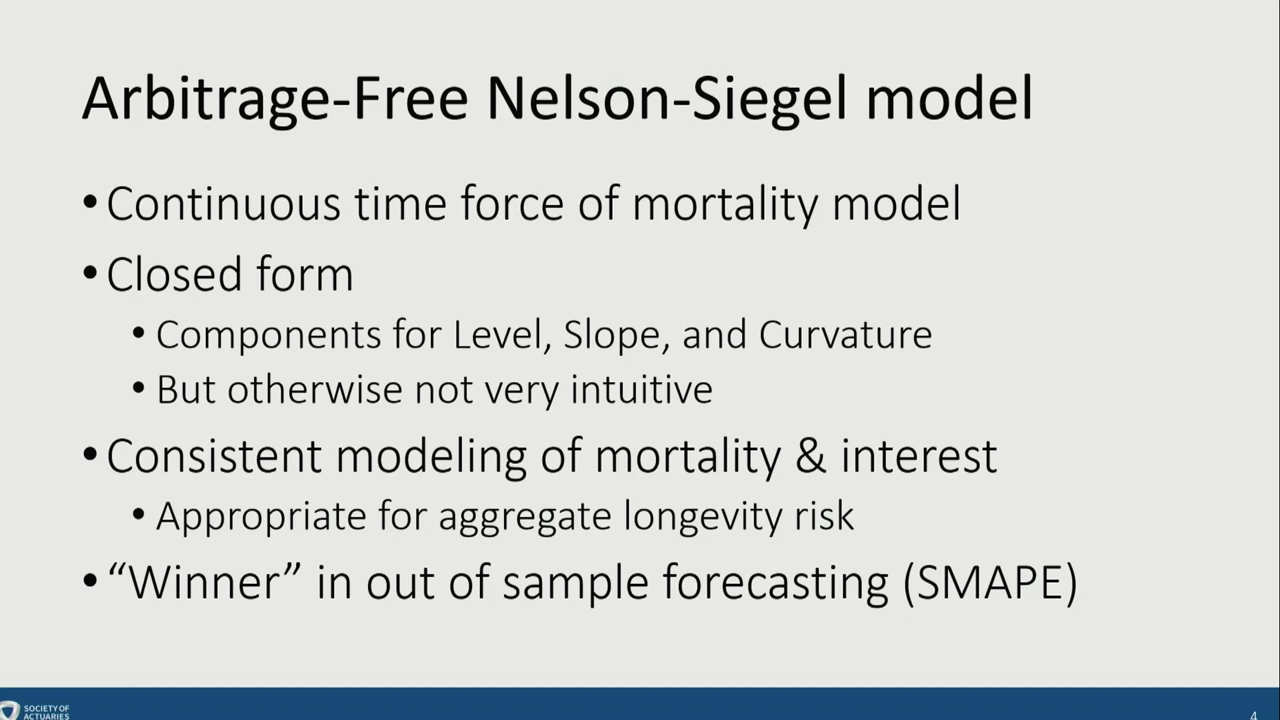 Arbitrage-Free Nelson-Siegel model
• Continuous time force of mortality model
• Closed form
• Components for Level, Slope, and Curvature
• But otherwise not very intuitive
• Consistent modeling of mortality & interest
• Appropriate for aggregate longevity risk
• “Winner” in out of sample forecasting (SMAPE)
SOCIETY OF
ACTUARIES
4